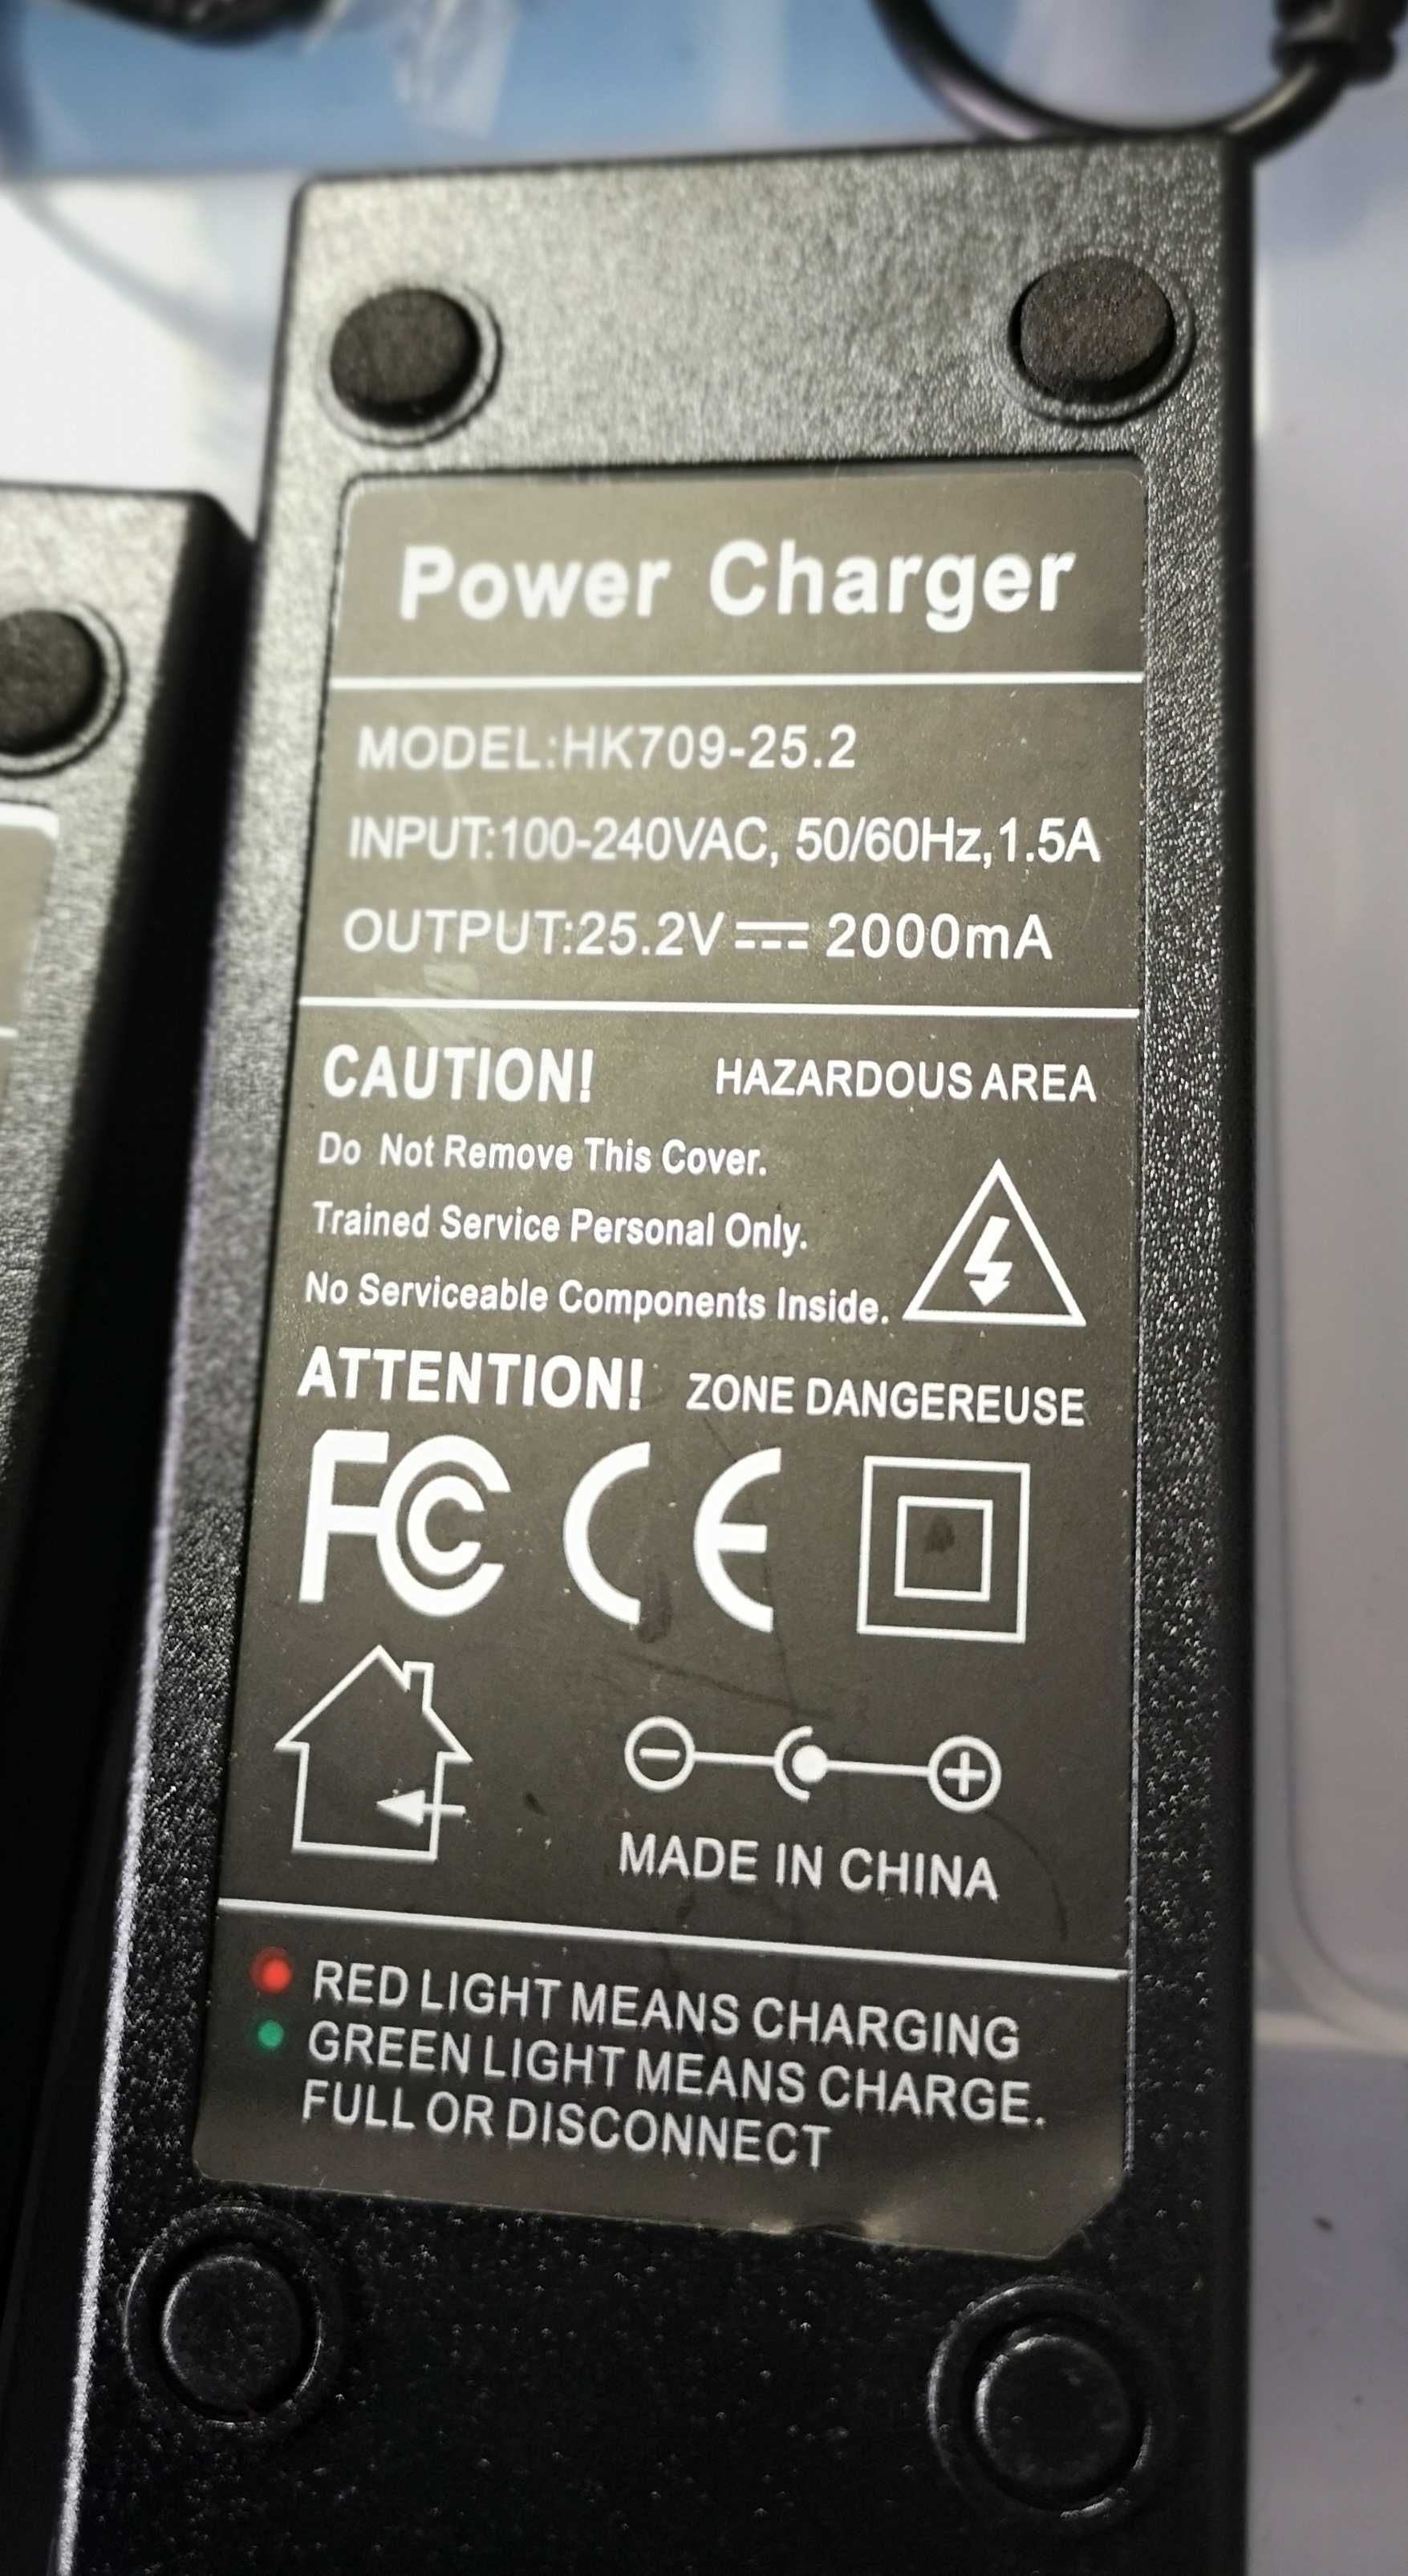 Power Charger
MODEL:HK709-25.2
INPUT:100-240VAC, 50/60Hz,1.5A
OUTPUT:25.2V⎓2000mA
CAUTION! HAZARDOUS AREA
Do Not Remove This Cover.
Trained Service Personal Only.
No Serviceable Components Inside.
ATTENTION! ZONE DANGEREUSE
FC CE
MADE IN CHINA
RED LIGHT MEANS CHARGING
GREEN LIGHT MEANS CHARGE.
FULL OR DISCONNECT